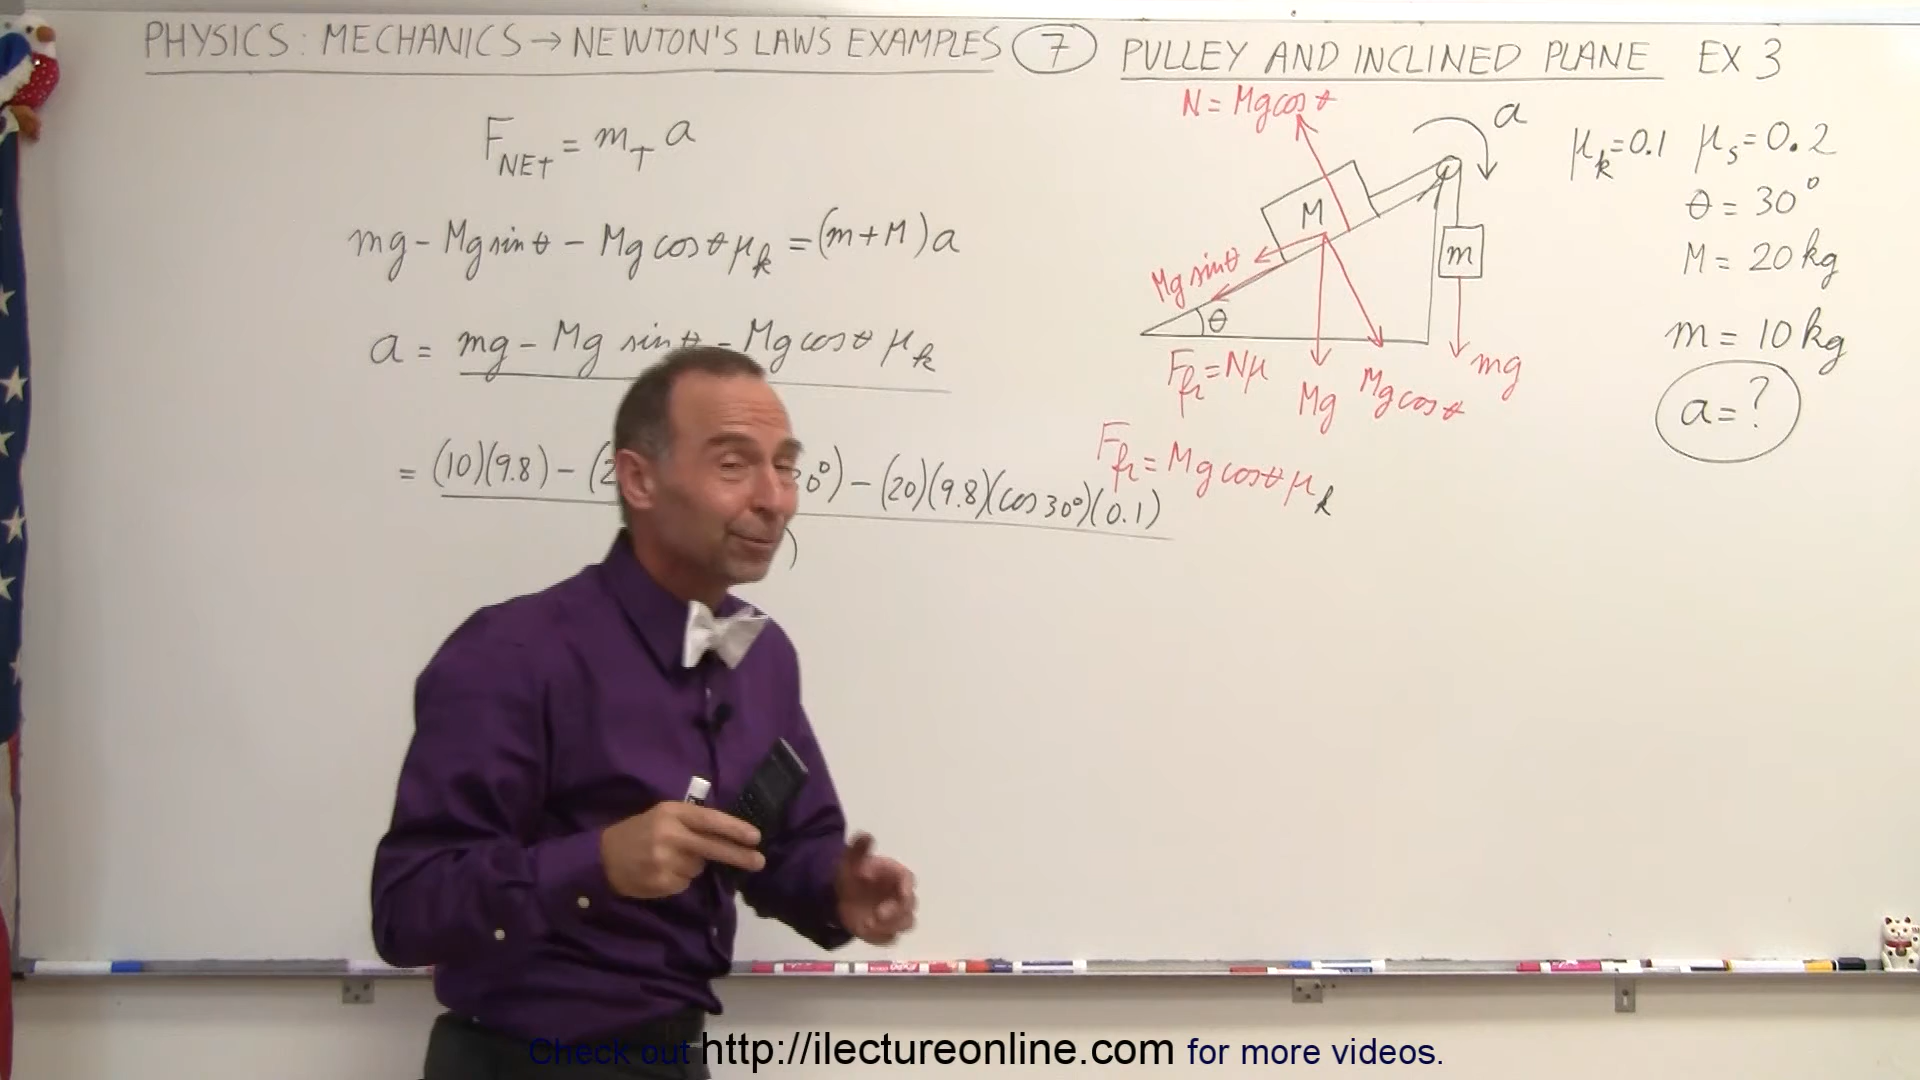 PHYSICS: MECHANICS → NEWTON'S LAWS EXAMPLES 7 PULLEY AND INCLINED PLANE EX 3
F_NET = m_T a
mg - Mg sin θ - Mg cos θ μ_k = (m+M)a
a = mg - Mg sin θ - Mg cos θ μ_k
= (10)(9.8) - (2 30°) - (20)(9.8)(cos 30°)(0.1)
)
N = Mg cos θ
a
M
m
Mg sin θ
θ
F_fr = Nμ
Mg
Mg cos θ
mg
F_fr = Mg cos θ μ_k
μ_k = 0.1 μ_s = 0.2
θ = 30°
M = 20 kg
m = 10 kg
a = ?
Check out http://ilectureonline.com for more videos.